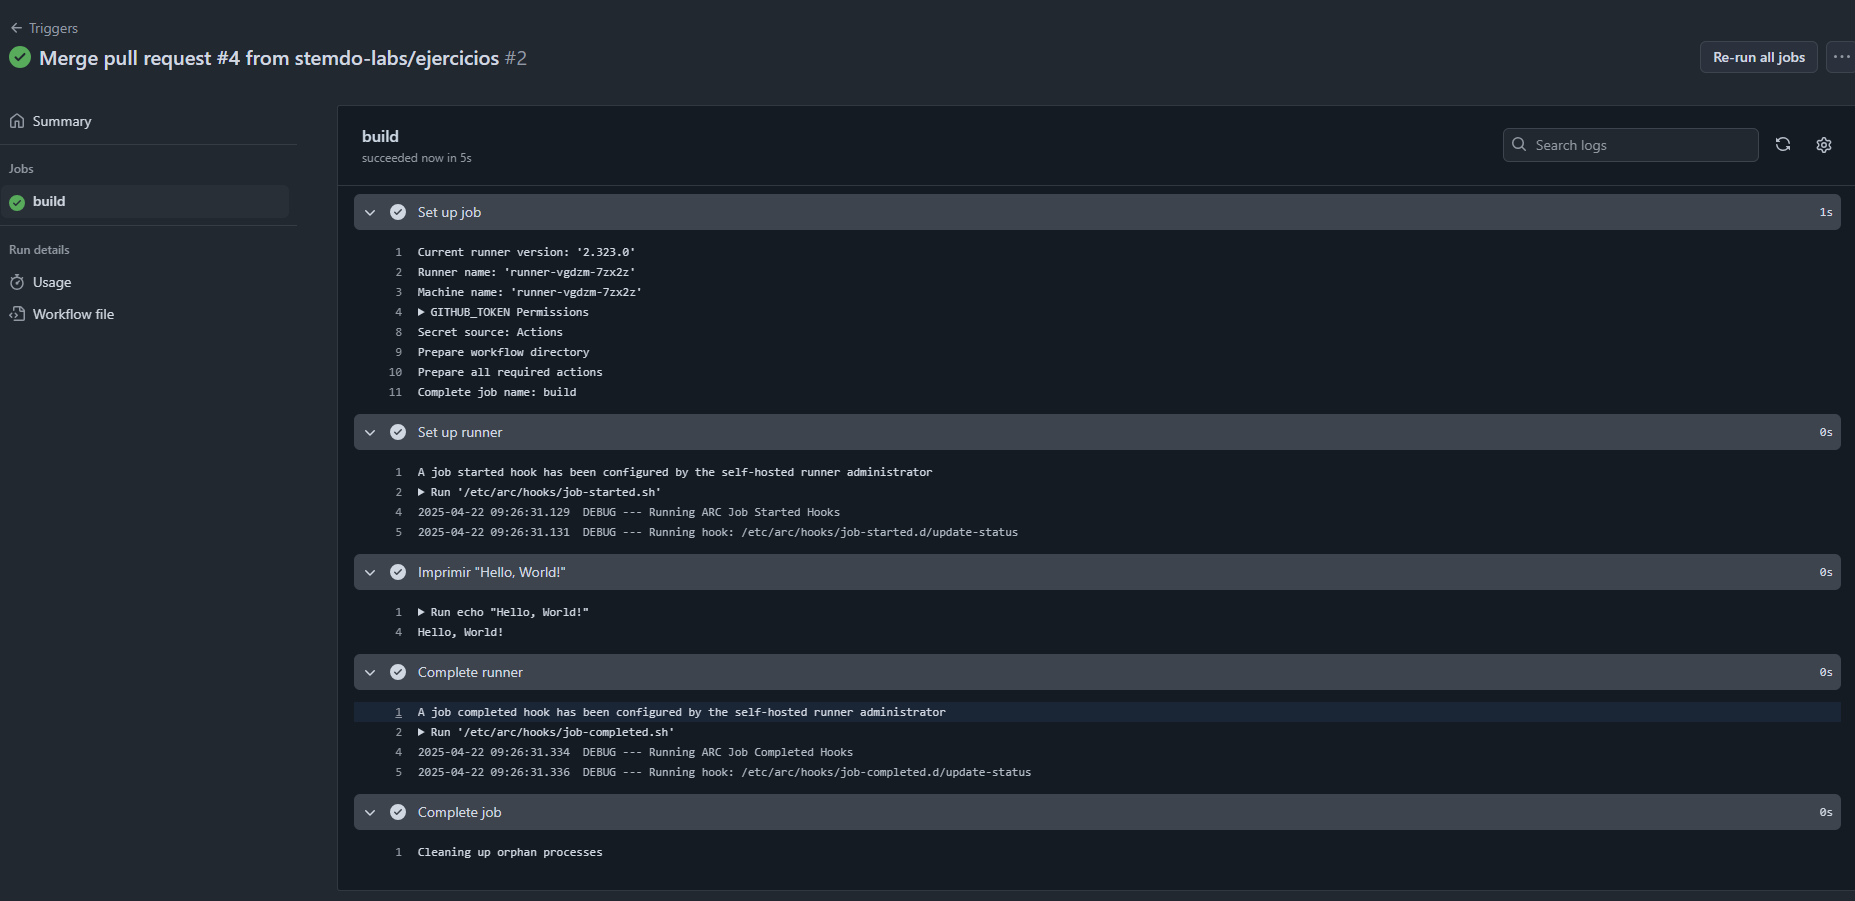 ← Triggers
Merge pull request #4 from stemdo-labs/ejercicios #2
Re-run all jobs
Summary
Jobs
build
Run details
Usage
Workflow file
build
succeeded now in 5s
Search logs
Set up job 1s
1 Current runner version: '2.323.0'
2 Runner name: 'runner-vgdzm-7zx2z'
3 Machine name: 'runner-vgdzm-7zx2z'
4 ▶ GITHUB_TOKEN Permissions
8 Secret source: Actions
9 Prepare workflow directory
10 Prepare all required actions
11 Complete job name: build
Set up runner 0s
1 A job started hook has been configured by the self-hosted runner administrator
2 ▶ Run '/etc/arc/hooks/job-started.sh'
4 2025-04-22 09:26:31.129  DEBUG --- Running ARC Job Started Hooks
5 2025-04-22 09:26:31.131  DEBUG --- Running hook: /etc/arc/hooks/job-started.d/update-status
Imprimir "Hello, World!" 0s
1 ▶ Run echo "Hello, World!"
4 Hello, World!
Complete runner 0s
1 A job completed hook has been configured by the self-hosted runner administrator
2 ▶ Run '/etc/arc/hooks/job-completed.sh'
4 2025-04-22 09:26:31.334  DEBUG --- Running ARC Job Completed Hooks
5 2025-04-22 09:26:31.336  DEBUG --- Running hook: /etc/arc/hooks/job-completed.d/update-status
Complete job 0s
1 Cleaning up orphan processes